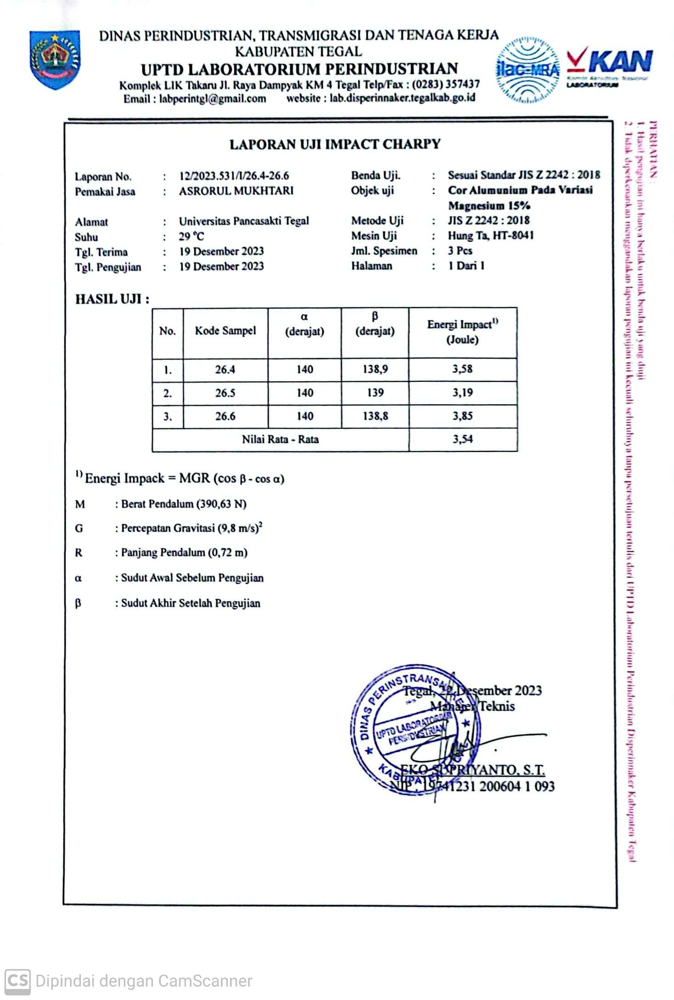 DINAS PERINDUSTRIAN, TRANSMIGRASI DAN TENAGA KERJA
KABUPATEN TEGAL
UPTD LABORATORIUM PERINDUSTRIAN
Komplek LIK Takaru Jl. Raya Dampyak KM 4 Tegal Telp/Fax : (0283) 357437
Email : labperintgl@gmail.com website : lab.disperinnaker.tegalkab.go.id
ilac-MRA
KAN
Komite Akreditasi Nasional
LABORATORIUM
LAPORAN UJI IMPACT CHARPY
Laporan No. : 12/2023.531/I/26.4-26.6 Benda Uji. : Sesuai Standar JIS Z 2242 : 2018
Pemakai Jasa : ASRORUL MUKHTARI Objek uji : Cor Alumunium Pada Variasi
Magnesium 15%
Alamat : Universitas Pancasakti Tegal Metode Uji : JIS Z 2242 : 2018
Suhu : 29 °C Mesin Uji : Hung Ta, HT-8041
Tgl. Terima : 19 Desember 2023 Jml. Spesimen : 3 Pcs
Tgl. Pengujian : 19 Desember 2023 Halaman : 1 Dari 1
HASIL UJI :
No. Kode Sampel α (derajat) β (derajat) Energi Impact¹⁾ (Joule)
1. 26.4 140 138,9 3,58
2. 26.5 140 139 3,19
3. 26.6 140 138,8 3,85
Nilai Rata - Rata 3,54
¹⁾ Energi Impack = MGR (cos β - cos α)
M : Berat Pendalum (390,63 N)
G : Percepatan Gravitasi (9,8 m/s)²
R : Panjang Pendalum (0,72 m)
α : Sudut Awal Sebelum Pengujian
β : Sudut Akhir Setelah Pengujian
Tegal, 22 Desember 2023
Manajer Teknis
DINAS PERINSTRANSNAKER
UPTD LABORATORIUM
PERINDUSTRIAN
KABUPATEN TEGAL
EKO SUPRIYANTO, S.T.
NIP. 19741231 200604 1 093
PERHATIAN :
1. Hasil pengujian ini hanya berlaku untuk benda uji yang diuji
2. Tidak diperkenankan menggandakan laporan pengujian ini kecuali seluruhnya tanpa persetujuan tertulis dari UPTD Laboratorium Perindustrian Disperinnaker Kabupaten Tegal
CS Dipindai dengan CamScanner